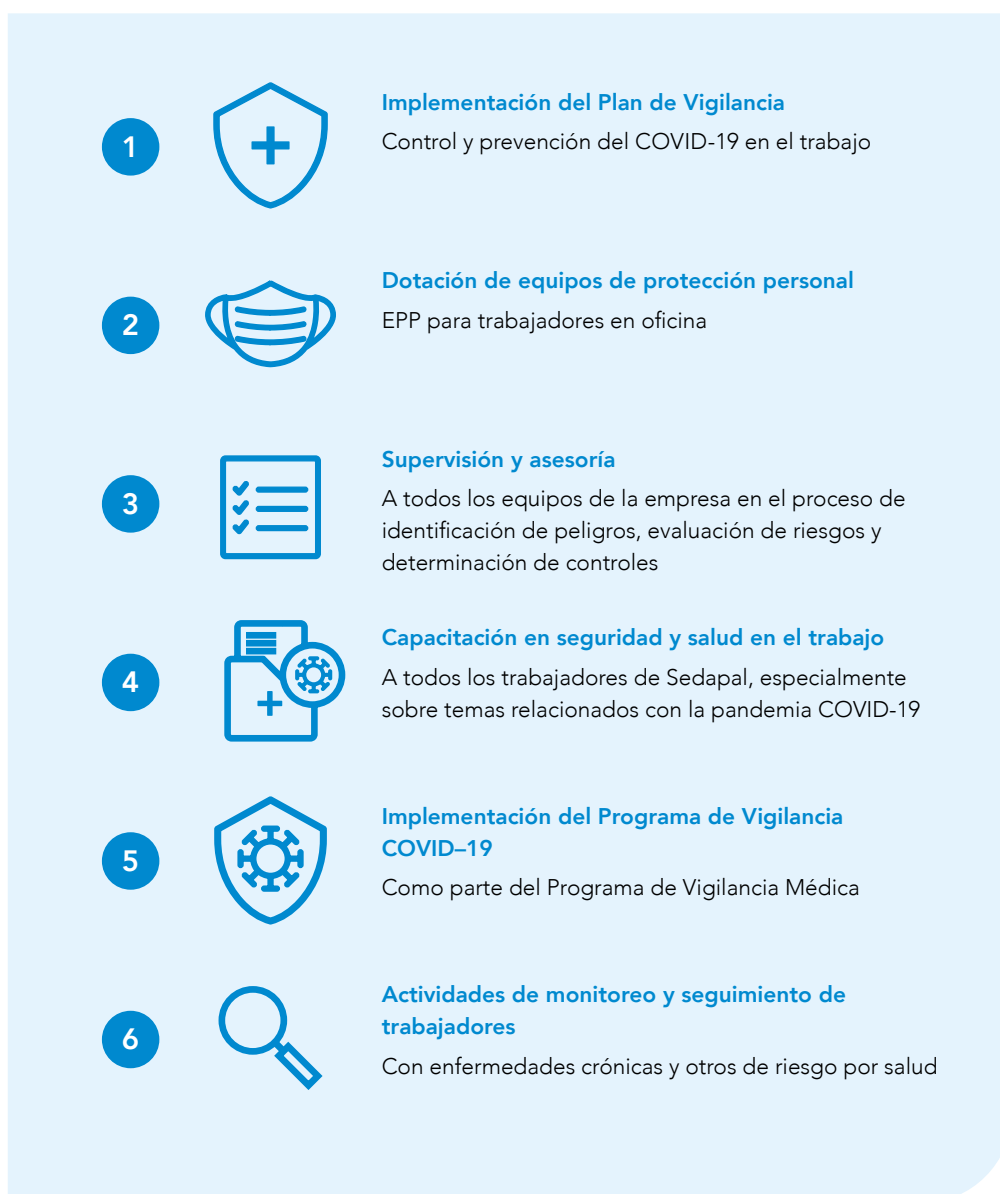 1
Implementación del Plan de Vigilancia
Control y prevención del COVID-19 en el trabajo
2
Dotación de equipos de protección personal
EPP para trabajadores en oficina
3
Supervisión y asesoría
A todos los equipos de la empresa en el proceso de
identificación de peligros, evaluación de riesgos y
determinación de controles
4
Capacitación en seguridad y salud en el trabajo
A todos los trabajadores de Sedapal, especialmente
sobre temas relacionados con la pandemia COVID-19
5
Implementación del Programa de Vigilancia
COVID–19
Como parte del Programa de Vigilancia Médica
6
Actividades de monitoreo y seguimiento de
trabajadores
Con enfermedades crónicas y otros de riesgo por salud